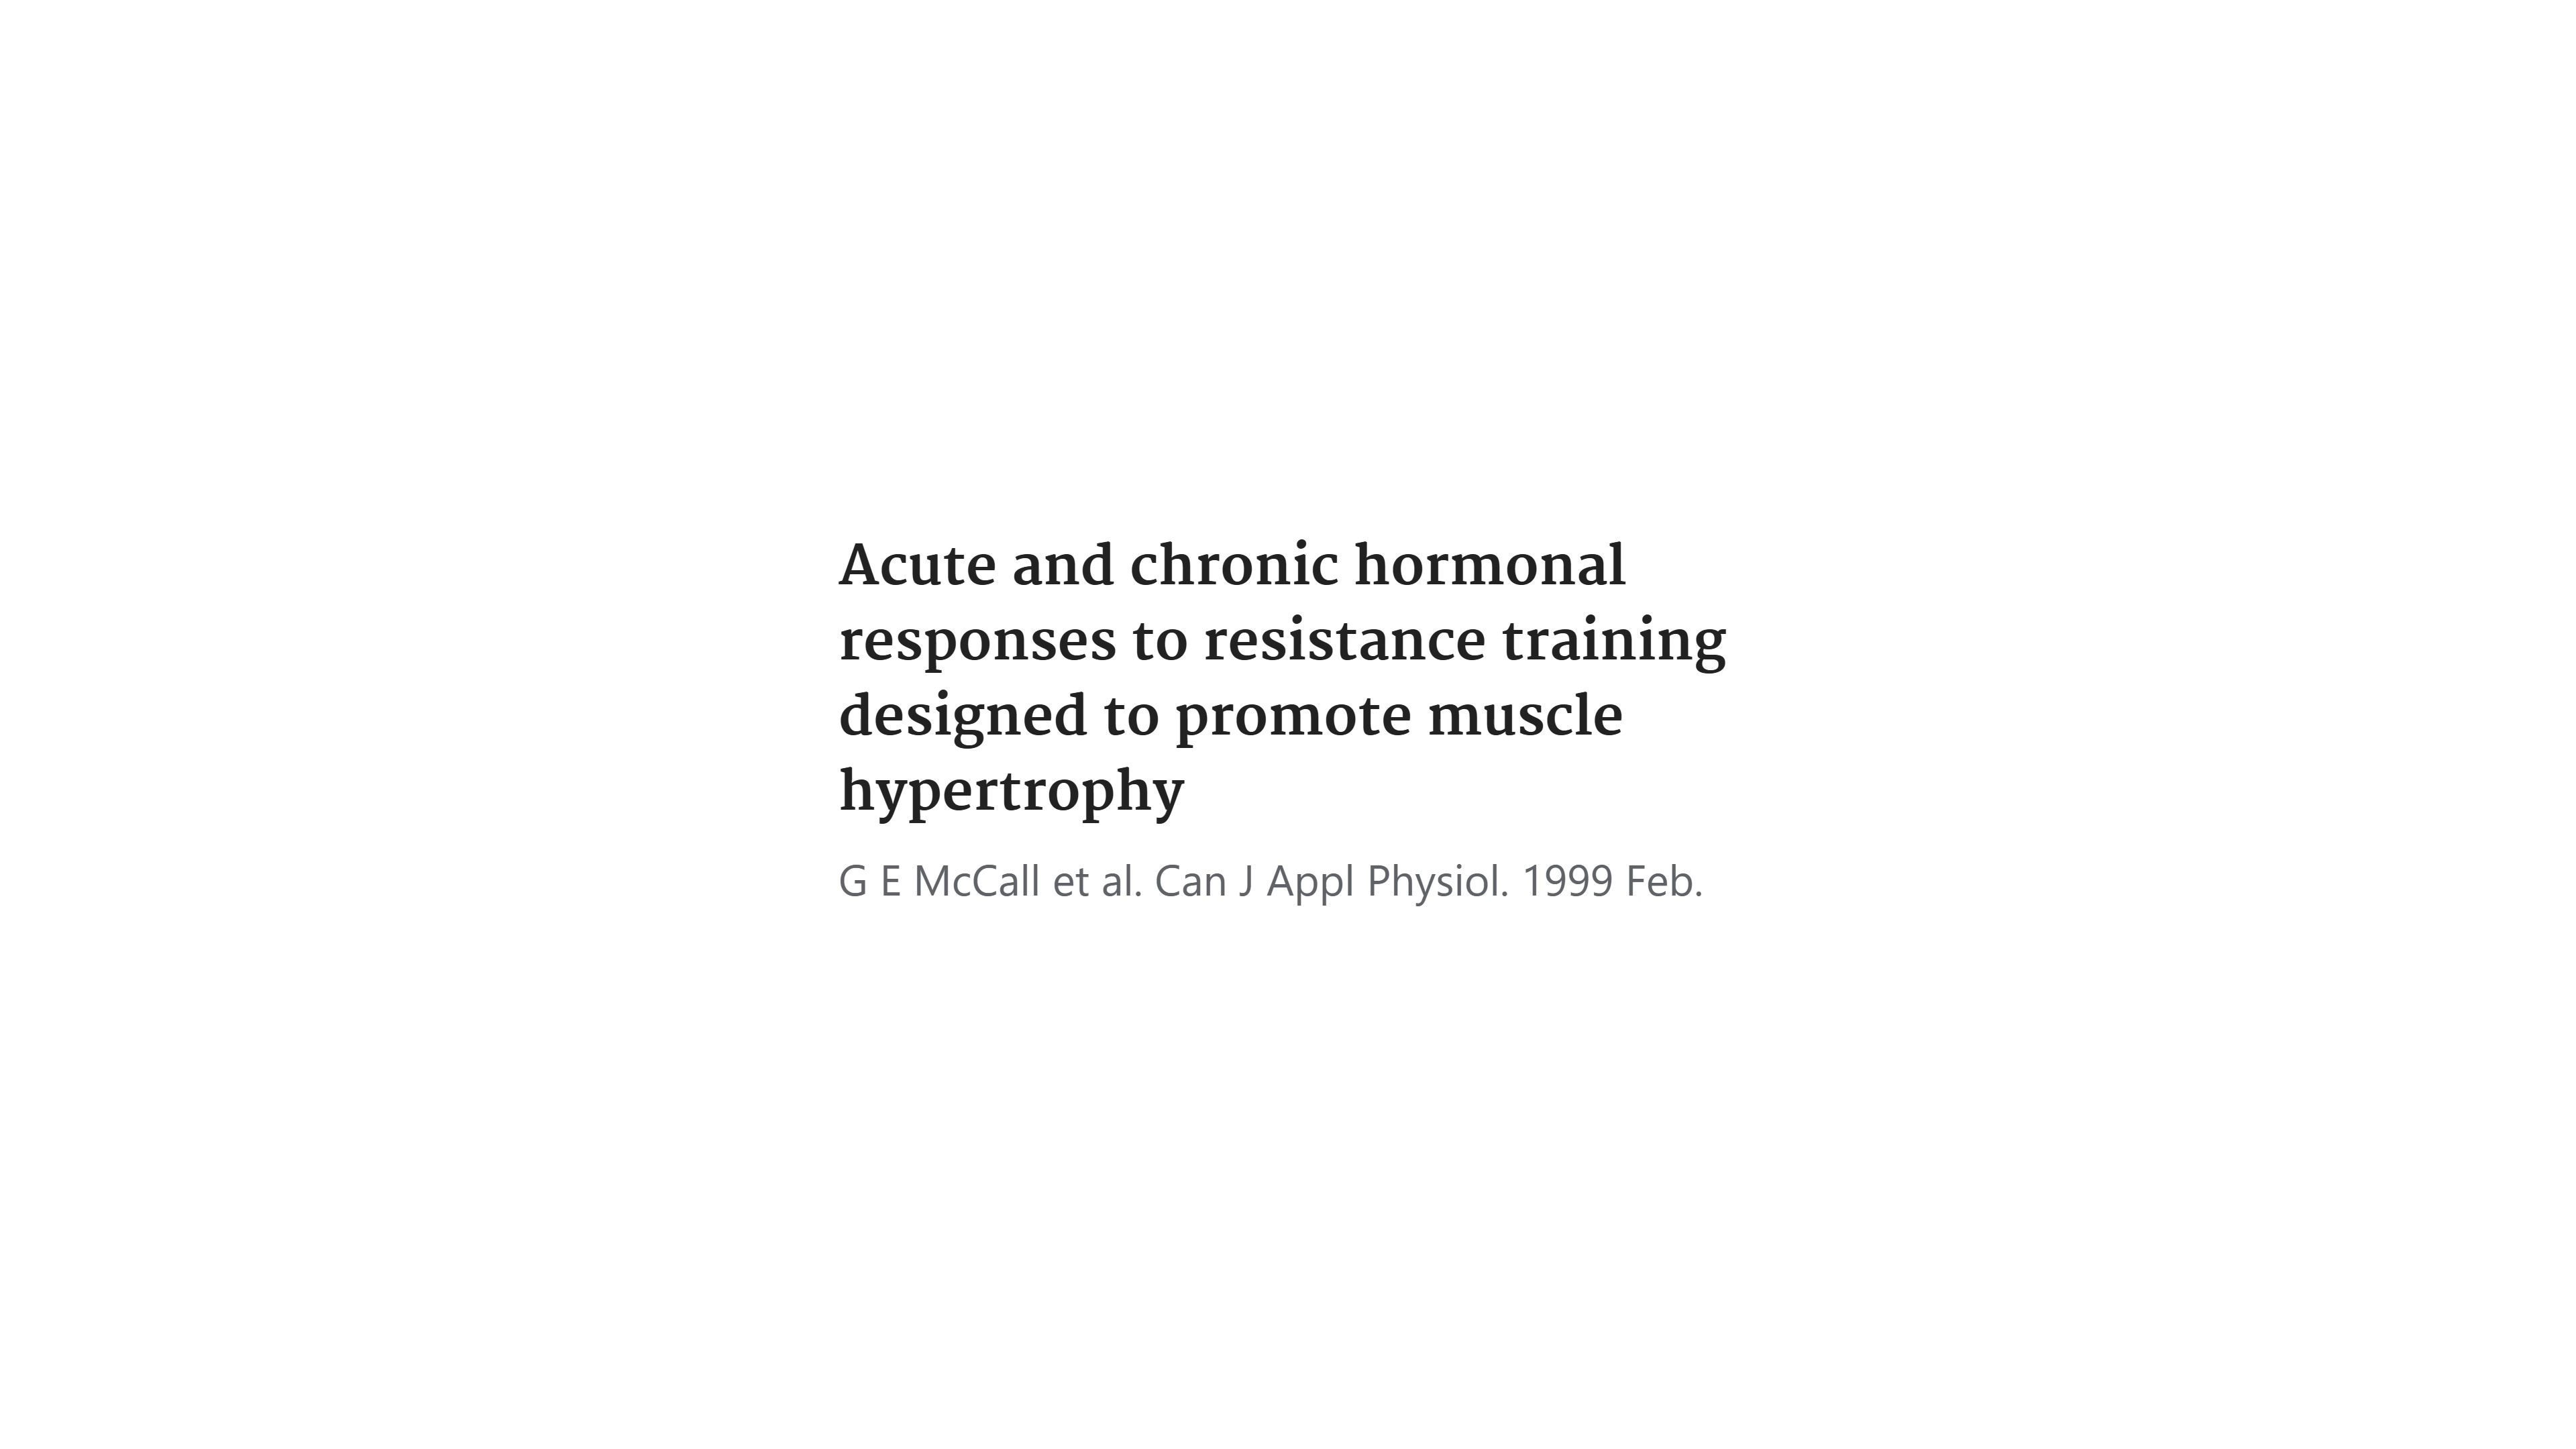 Acute and chronic hormonal
responses to resistance training
designed to promote muscle
hypertrophy
G E McCall et al. Can J Appl Physiol. 1999 Feb.